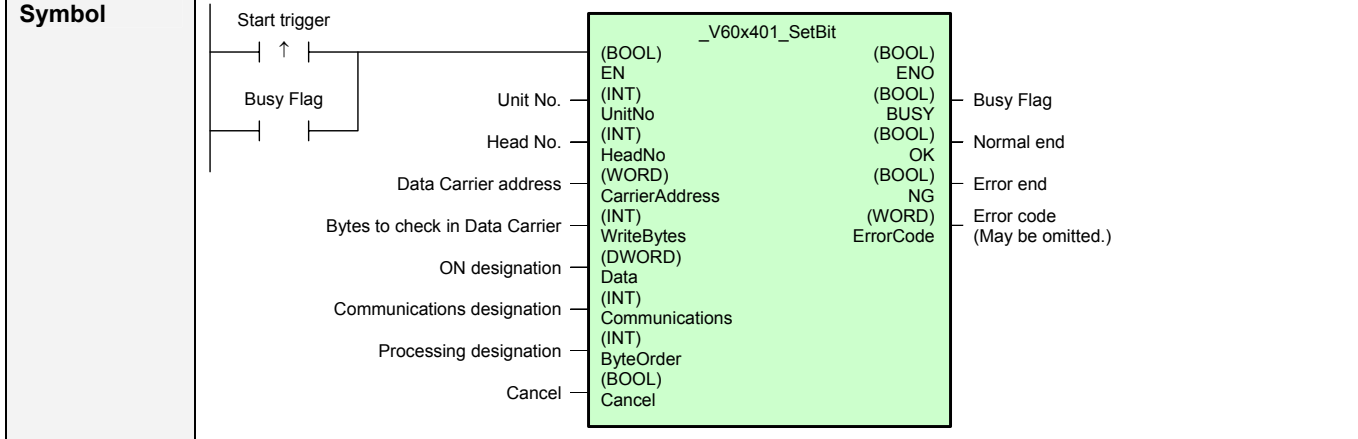 Symbol
Start trigger
↑
Busy Flag
Unit No.
Head No.
Data Carrier address
Bytes to check in Data Carrier
ON designation
Communications designation
Processing designation
Cancel
_V60x401_SetBit
(BOOL) (BOOL)
EN ENO
(INT) (BOOL)
UnitNo BUSY
(INT) (BOOL)
HeadNo OK
(WORD) (BOOL)
CarrierAddress NG
(INT) (WORD)
WriteBytes ErrorCode
(DWORD)
Data
(INT)
Communications
(INT)
ByteOrder
(BOOL)
Cancel
Busy Flag
Normal end
Error end
Error code
(May be omitted.)